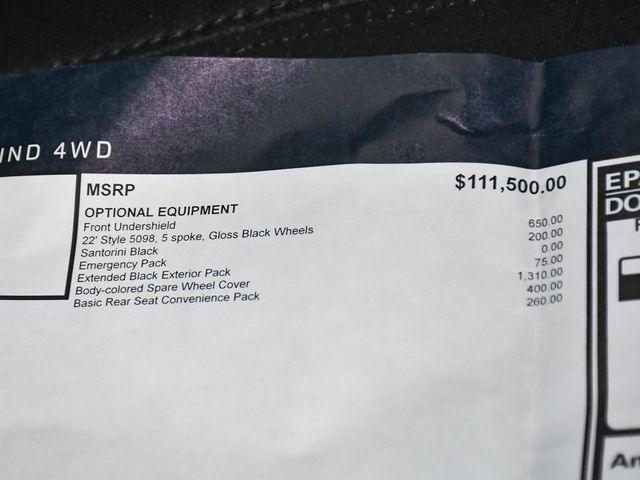 IND 4WD
MSRP $111,500.00
OPTIONAL EQUIPMENT
Front Undershield 650.00
22' Style 5098, 5 spoke, Gloss Black Wheels 200.00
Santorini Black 0.00
Emergency Pack 75.00
Extended Black Exterior Pack 1,310.00
Body-colored Spare Wheel Cover 400.00
Basic Rear Seat Convenience Pack 260.00
EP
DO
An